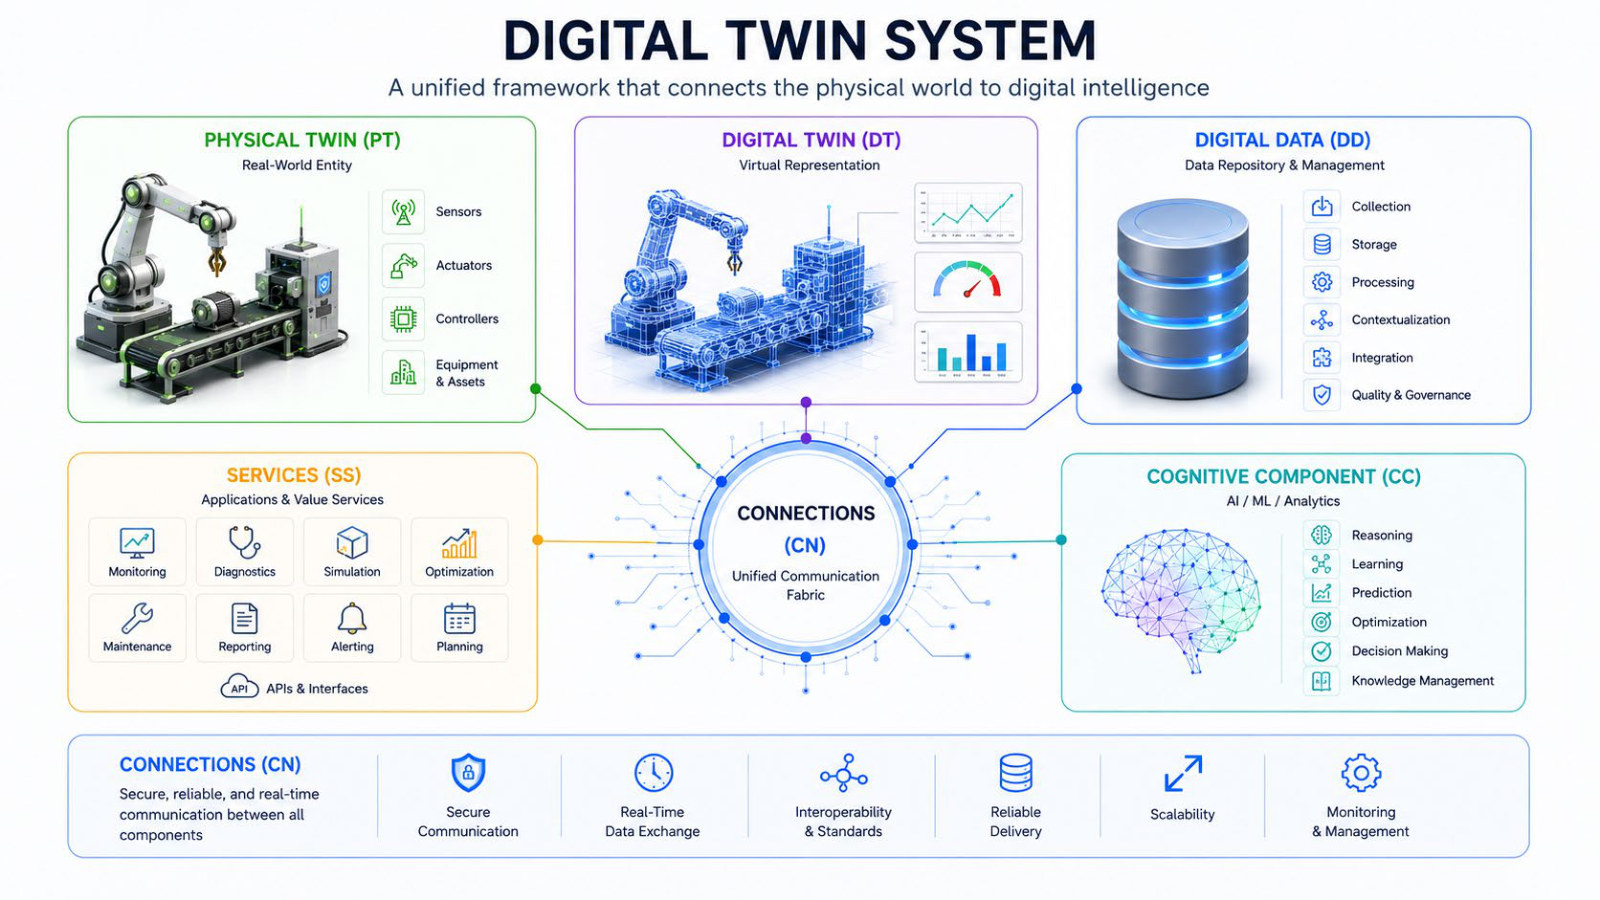 DIGITAL TWIN SYSTEM
A unified framework that connects the physical world to digital intelligence
PHYSICAL TWIN (PT)
Real-World Entity
Sensors
Actuators
Controllers
Equipment
& Assets
DIGITAL TWIN (DT)
Virtual Representation
DIGITAL DATA (DD)
Data Repository & Management
Collection
Storage
Processing
Contextualization
Integration
Quality & Governance
SERVICES (SS)
Applications & Value Services
Monitoring
Diagnostics
Simulation
Optimization
Maintenance
Reporting
Alerting
Planning
API
APIs & Interfaces
CONNECTIONS
(CN)
Unified Communication
Fabric
COGNITIVE COMPONENT (CC)
AI / ML / Analytics
Reasoning
Learning
Prediction
Optimization
Decision Making
Knowledge Management
CONNECTIONS (CN)
Secure, reliable, and real-time
communication between all
components
Secure
Communication
Real-Time
Data Exchange
Interoperability
& Standards
Reliable
Delivery
Scalability
Monitoring
& Management